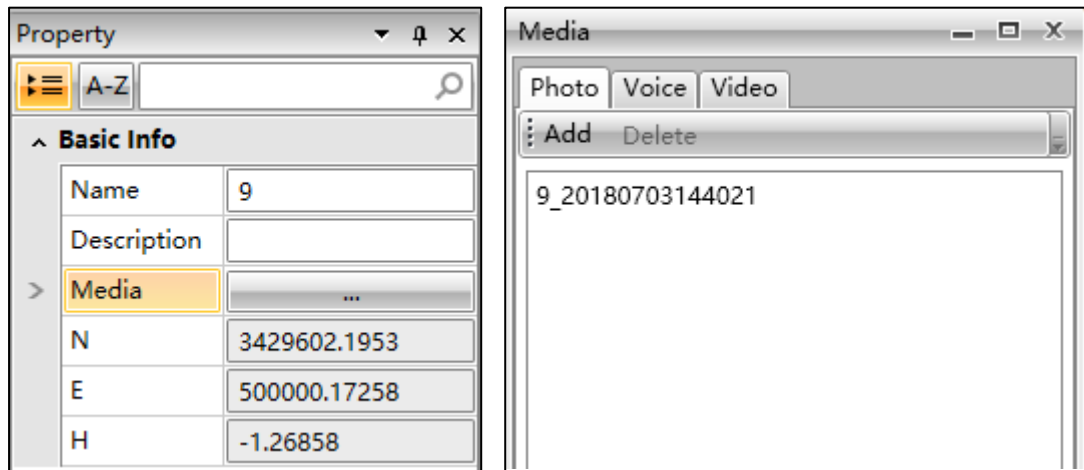 Property
A-Z
Basic Info
Name 9
Description
Media ...
N 3429602.1953
E 500000.17258
H -1.26858
Media
Photo Voice Video
Add Delete
9_20180703144021